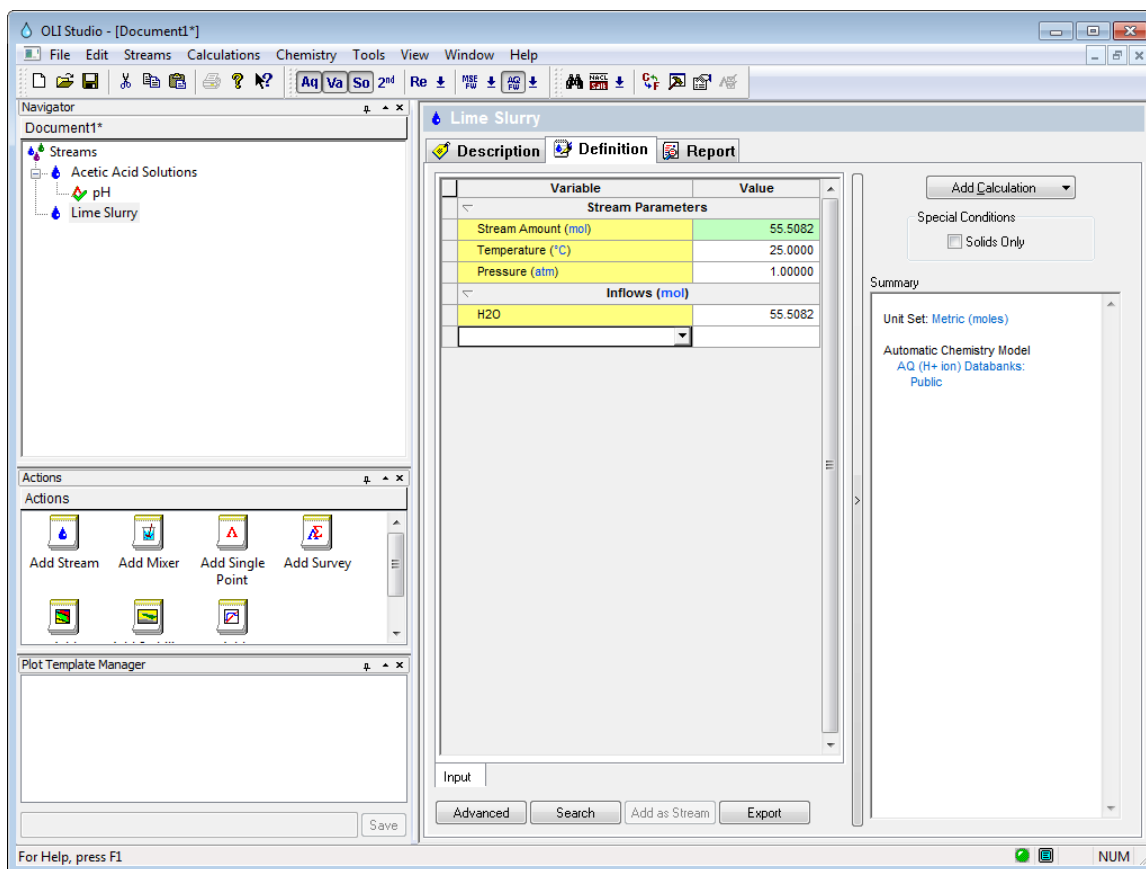 OLI Studio - [Document1*]
File Edit Streams Calculations Chemistry Tools View Window Help
Aq Va So 2nd Re MSE FW AQ FW NACL
Navigator
Document1*
Streams
Acetic Acid Solutions
pH
Lime Slurry
Actions
Actions
Add Stream Add Mixer Add Single Point Add Survey
Plot Template Manager
Save
Lime Slurry
Description Definition Report
Variable Value
Stream Parameters
Stream Amount (mol) 55.5082
Temperature (°C) 25.0000
Pressure (atm) 1.00000
Inflows (mol)
H2O 55.5082
Input
Advanced Search Add as Stream Export
Add Calculation
Special Conditions
Solids Only
Summary
Unit Set: Metric (moles)
Automatic Chemistry Model
AQ (H+ ion) Databanks:
Public
For Help, press F1 NUM